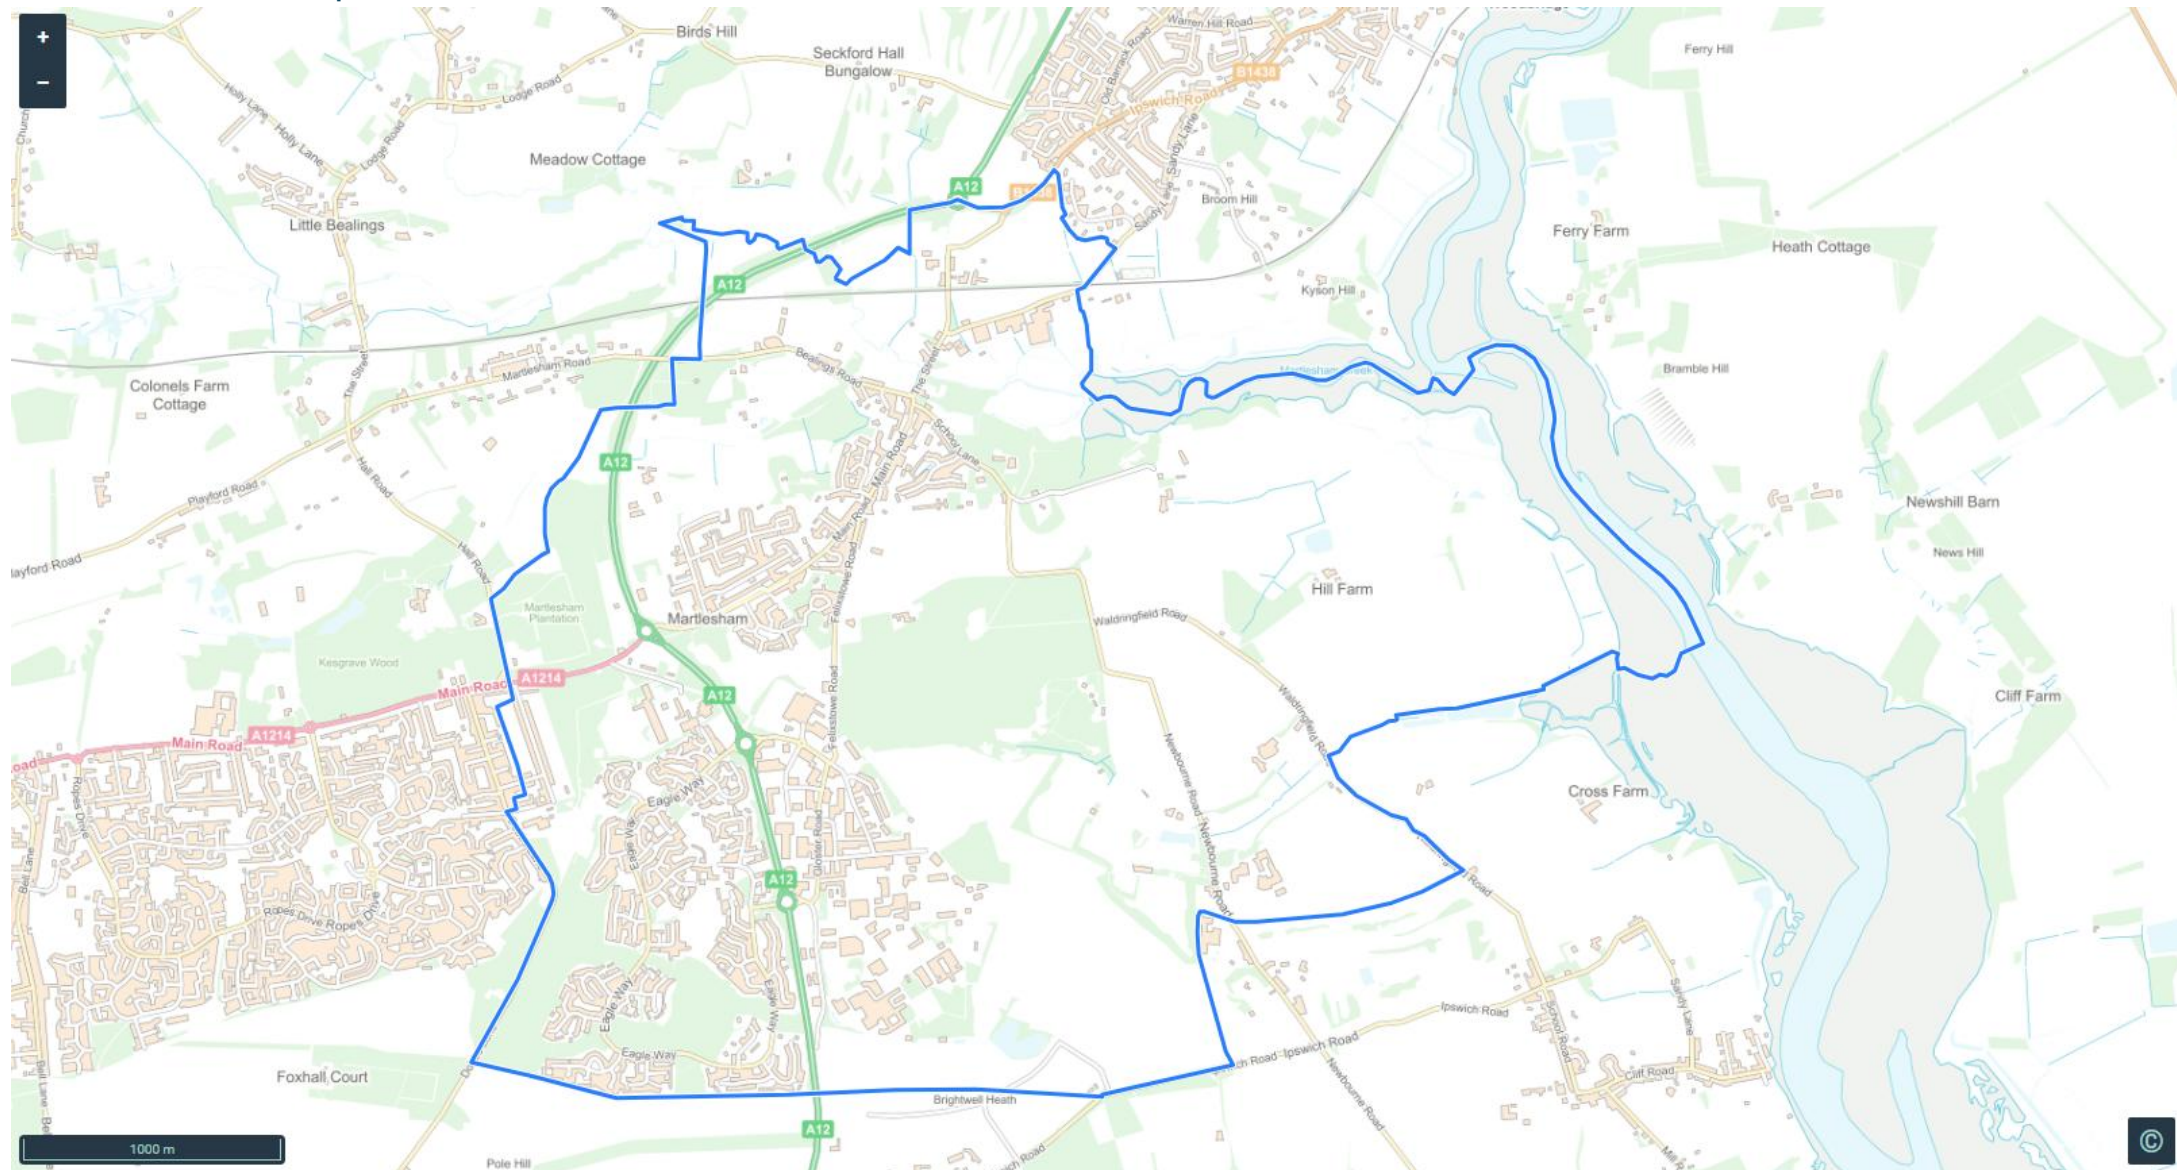 +
−
Birds Hill
Seckford Hall
Bungalow
Warren Hill Road
Old Barrack Road
B1438
Ipswich Road
Ferry Hill
Holly Lane
Holly Lane
Lodge Road
Lodge Road
Meadow Cottage
A12
Sandy Lane
Sandy Lane
Broom Hill
Little Bealings
Ferry Farm
Heath Cottage
A12
Kyson Hill
The Street
Martlesham Road
Bealings Road
The Street
Colonels Farm
Cottage
Bramble Hill
School Lane
Main Road
Main Road
A12
Hall Road
Playford Road
Newshill Barn
News Hill
Hall Road
Felixstowe Road
Hill Farm
Martlesham
Plantation
Martlesham
Waldringfield Road
Kesgrave Wood
Main Road
A1214
A12
Felixstowe Road
Waldringfield Road
Cliff Farm
A1214
Main Road
Newbourne Road
Newbourne Road
Ropes Drive
Eagle Way
Eagle Way
Cross Farm
Gloster Road
Bell Lane
A12
Road
Ropes Drive
Ropes Drive
Eagle Way
Eagle Way
Ipswich Road
School Road
Sandy Lane
Eagle Way
Ipswich Road
Foxhall Court
Newbourne Road
Cliff Road
Bell Lane
Brightwell Heath
A12
1000 m
Pole Hill
©